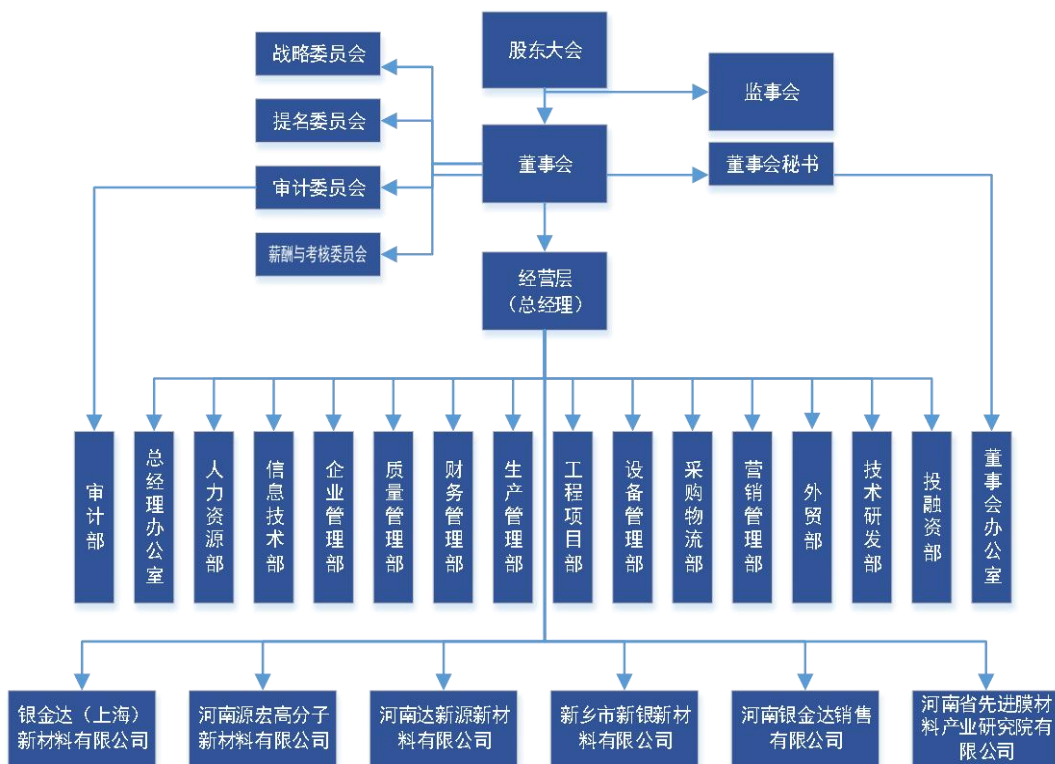 股东大会
战略委员会
监事会
提名委员会
董事会
董事会秘书
审计委员会
薪酬与考核委员会
经营层
（总经理）
审计部
总经理办公室
人力资源部
信息技术部
企业管理部
质量管理部
财务管理部
生产管理部
工程项目部
设备管理部
采购物流部
营销管理部
外贸部
技术研发部
投融资部
董事会办公室
银金达（上海）
新材料有限公司
河南源宏高分子
新材料有限公司
河南达新源新材
料有限公司
新乡市新银新材
料有限公司
河南银金达销售
有限公司
河南省先进膜材
料产业研究院有
限公司